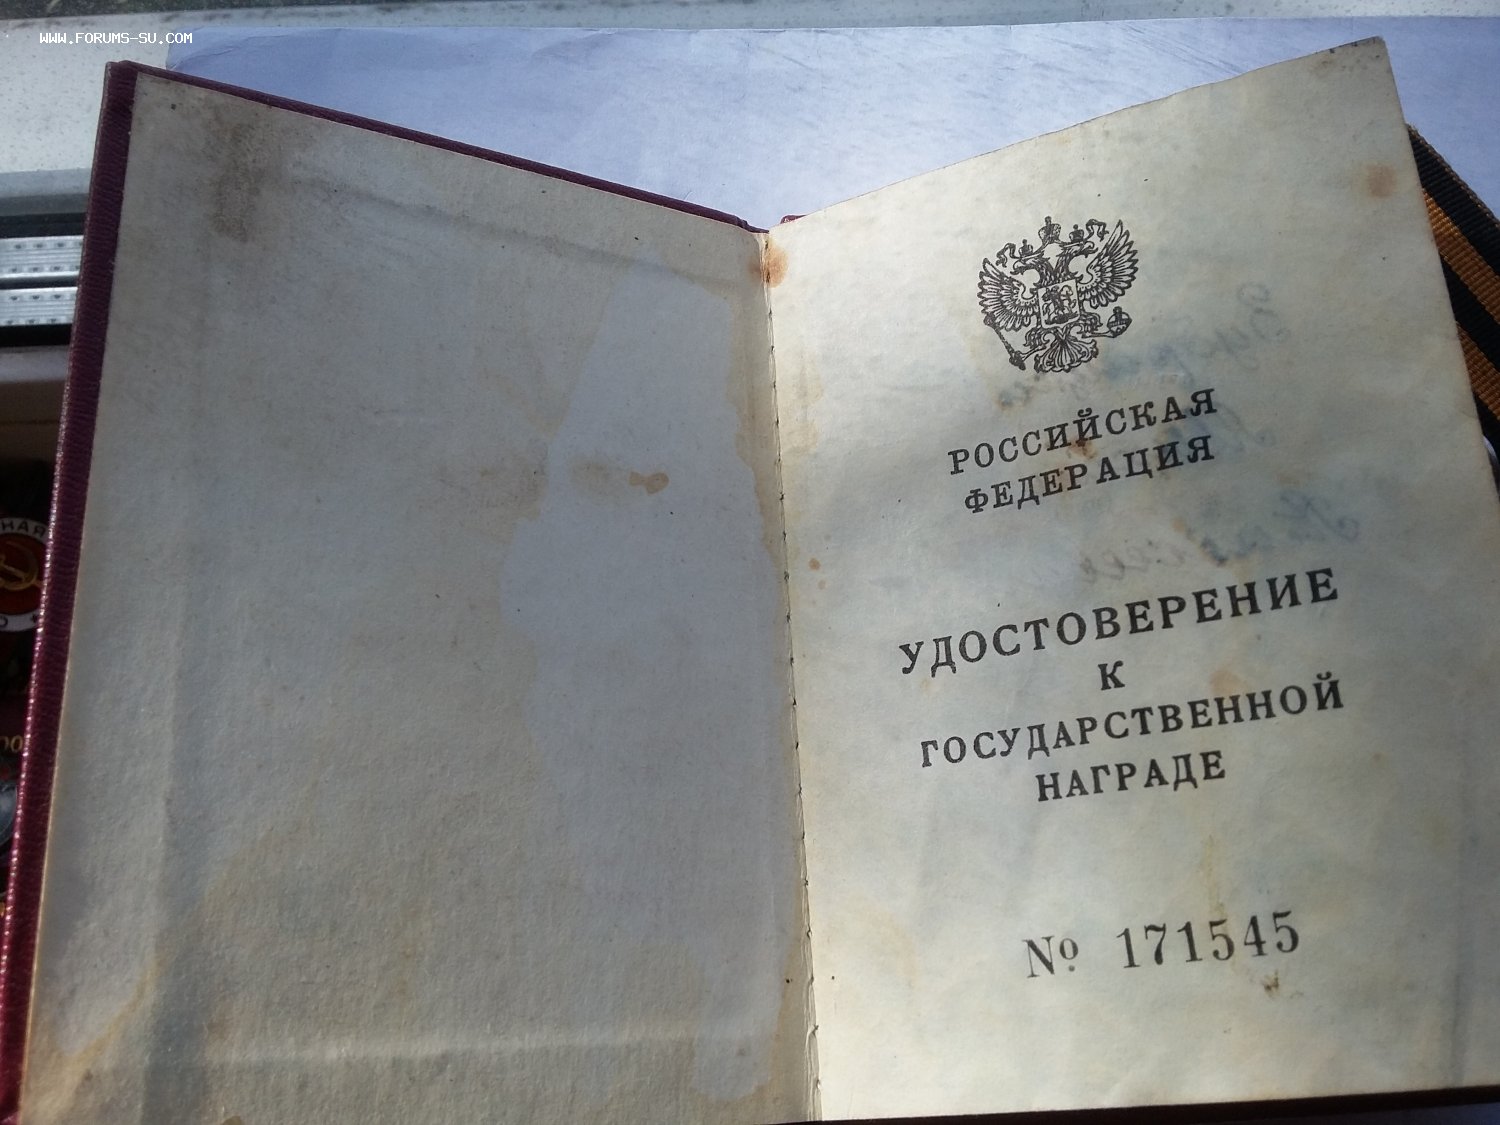 WWW.FORUMS-SU.COM
РОССИЙСКАЯ
ФЕДЕРАЦИЯ
УДОСТОВЕРЕНИЕ
К
ГОСУДАРСТВЕННОЙ
НАГРАДЕ
№ 171545